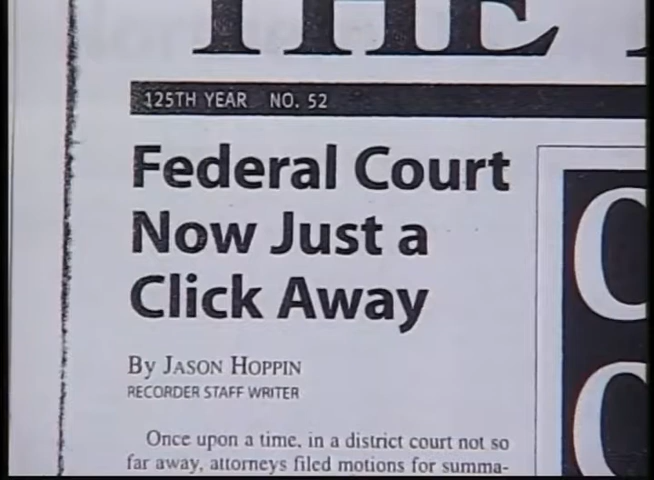 THE
125TH YEAR NO. 52
Federal Court
Now Just a
Click Away
By JASON HOPPIN
RECORDER STAFF WRITER
Once upon a time, in a district court not so
far away, attorneys filed motions for summa-